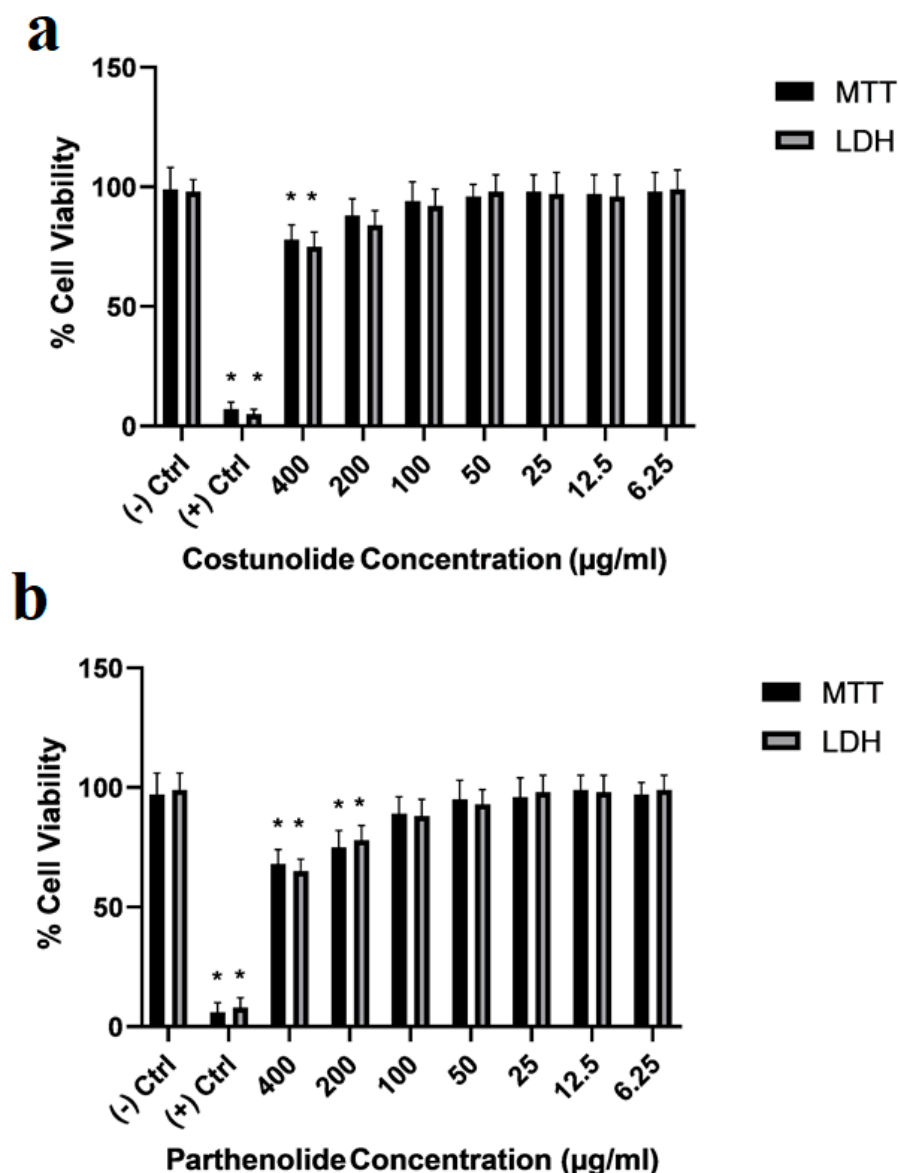 a
150
100
50
0
% Cell Viability
* *
* *
MTT
LDH
(-) Ctrl
(+) Ctrl
400
200
100
50
25
12.5
6.25
Costunolide Concentration (µg/ml)
b
150
100
50
0
% Cell Viability
* *
* *
* *
MTT
LDH
(-) Ctrl
(+) Ctrl
400
200
100
50
25
12.5
6.25
Parthenolide Concentration (µg/ml)